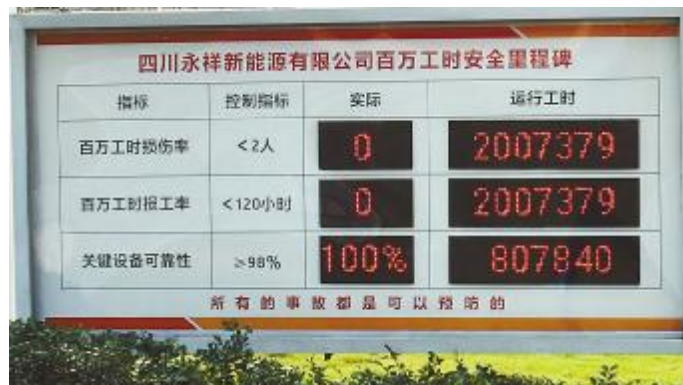 四川永祥新能源有限公司百万工时安全里程碑
指标 控制指标 实际 运行工时
百万工时损伤率 <2人 0 2007379
百万工时报工率 <120小时 0 2007379
关键设备可靠性 ≥98% 100% 807840
所有的事故都是可以预防的